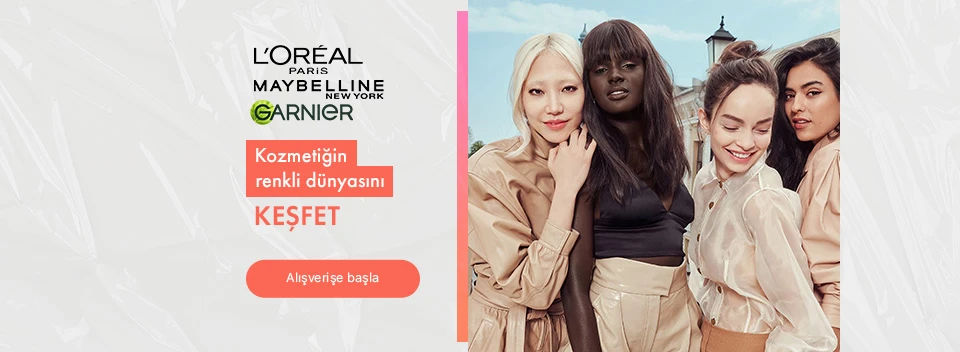 L'ORÉAL
PARIS
MAYBELLINE
NEW YORK
GARNIER
Kozmetiğin
renkli dünyasını
KEŞFET
Alışverişe başla